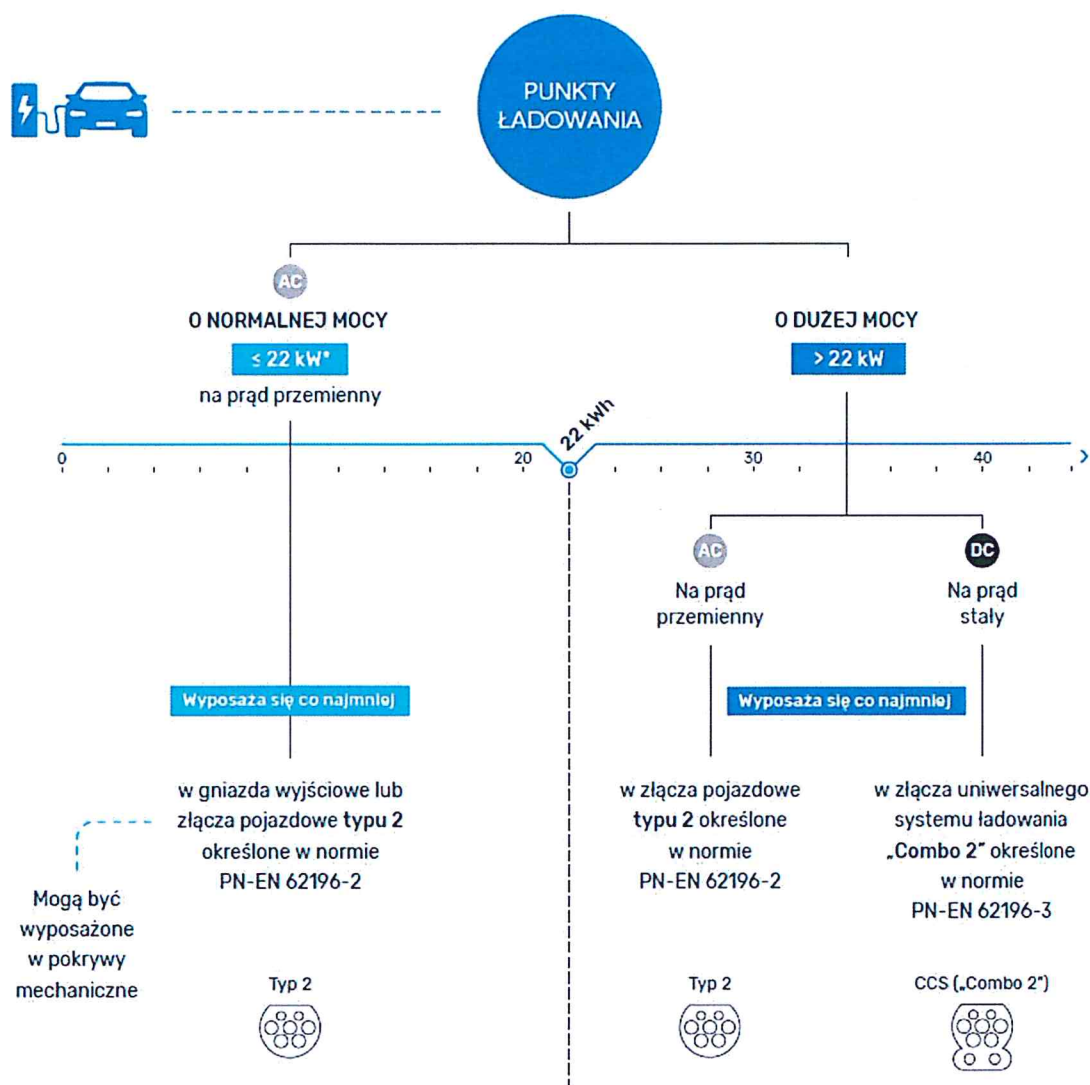 PUNKTY
ŁADOWANIA
AC
O NORMALNEJ MOCY
≤ 22 kW*
na prąd przemienny
O DUŻEJ MOCY
> 22 kW
22 kWh
0
20
30
40
AC
Na prąd
przemienny
DC
Na prąd
stały
Wyposaża się co najmniej
Wyposaża się co najmniej
w gniazda wyjściowe lub
złącza pojazdowe typu 2
określone w normie
PN-EN 62196-2
Mogą być
wyposażone
w pokrywy
mechaniczne
w złącza pojazdowe
typu 2 określone
w normie
PN-EN 62196-2
w złącza uniwersalnego
systemu ładowania
„Combo 2" określone
w normie
PN-EN 62196-3
Typ 2
Typ 2
CCS („Combo 2")